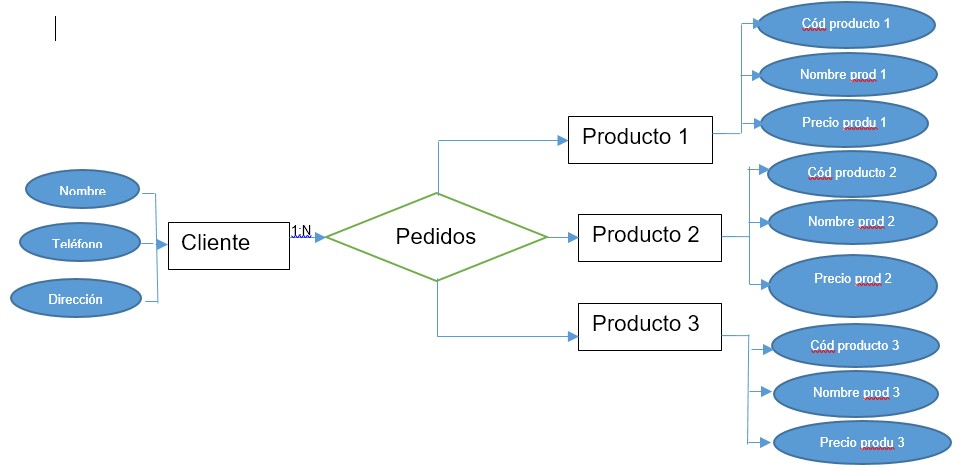 Nombre
Teléfono
Dirección
Cliente
1:N
Pedidos
Producto 1
Cód producto 1
Nombre prod 1
Precio produ 1
Producto 2
Cód producto 2
Nombre prod 2
Precio prod 2
Producto 3
Cód producto 3
Nombre prod 3
Precio produ 3